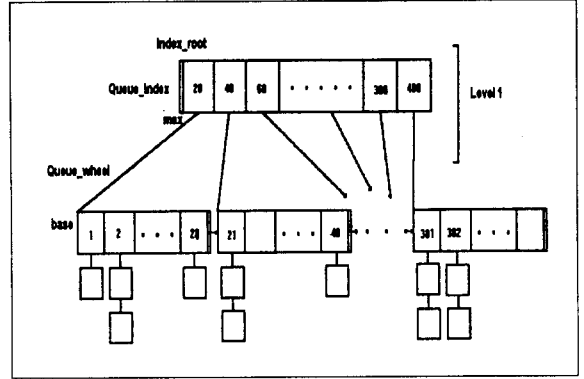 Index_root
Queue_Index 20 40 60 . . . . . 380 400
max
Level 1
Queue_wheel
base 1 2 . . . 20 21 . . . 40 . . . 381 382 . . .